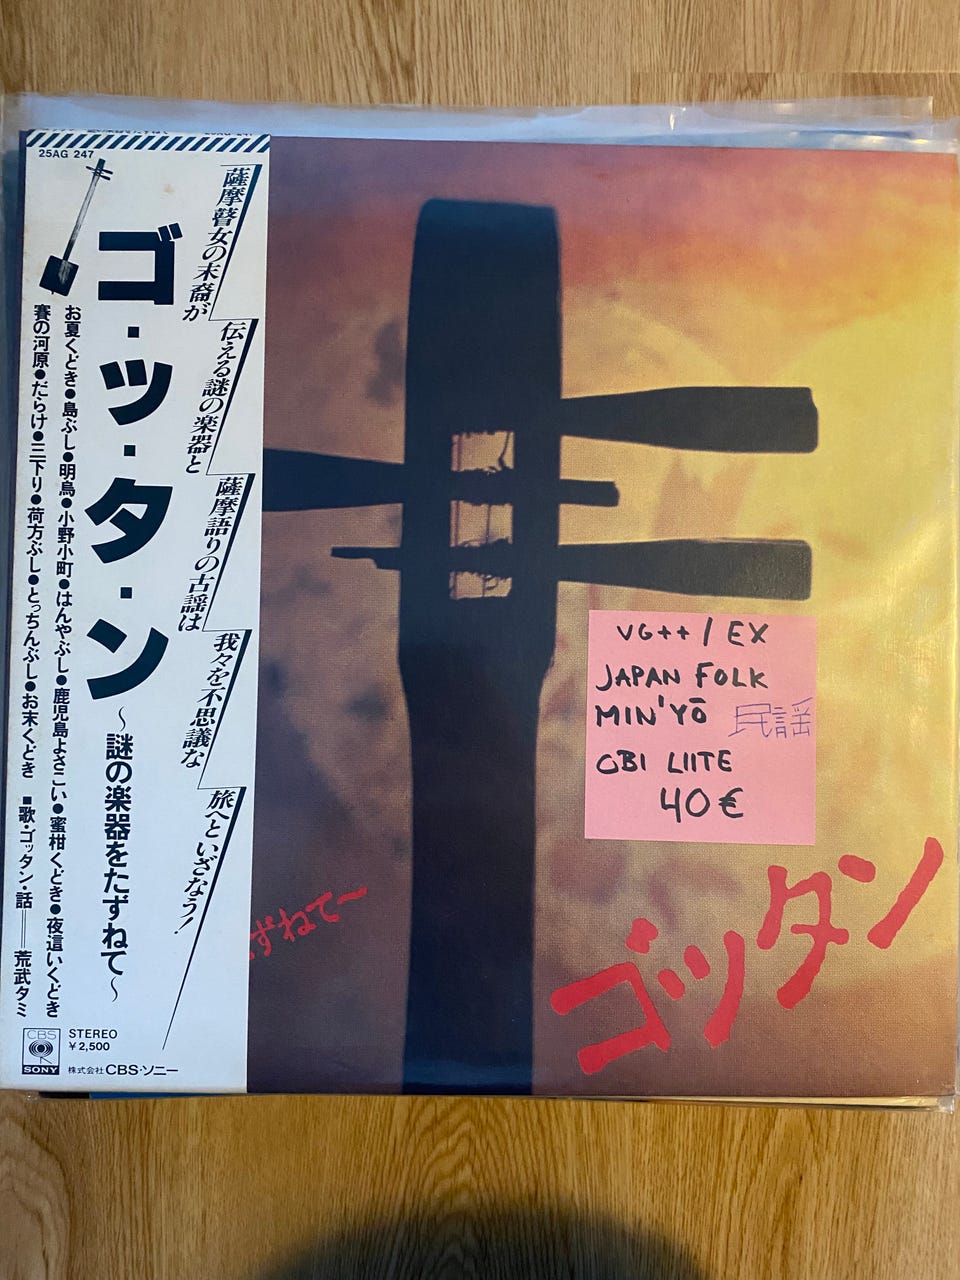 25AG 247
薩摩瞽女の末裔が
伝える謎の楽器と
薩摩語りの古謡は
我々を不思議な
旅へといざなう!
ゴ・ッ・タ・ン
〜謎の楽器をたずねて〜
お夏くどき●島ぶし●明烏●小野小町●はんやぶし●鹿児島よさこい●蜜柑くどき●夜這いくどき
賽の河原●だらけ●三下り●荷方ぶし●とっちんぶし●お末くどき ■歌・ゴッタン・話=荒武タミ
CBS
SONY
STEREO
¥2,500
株式会社CBS・ソニー
VG++ / EX
JAPAN FOLK
MIN'YŌ 民謡
OBI LIITE
40€
ずねて〜
ゴッタン